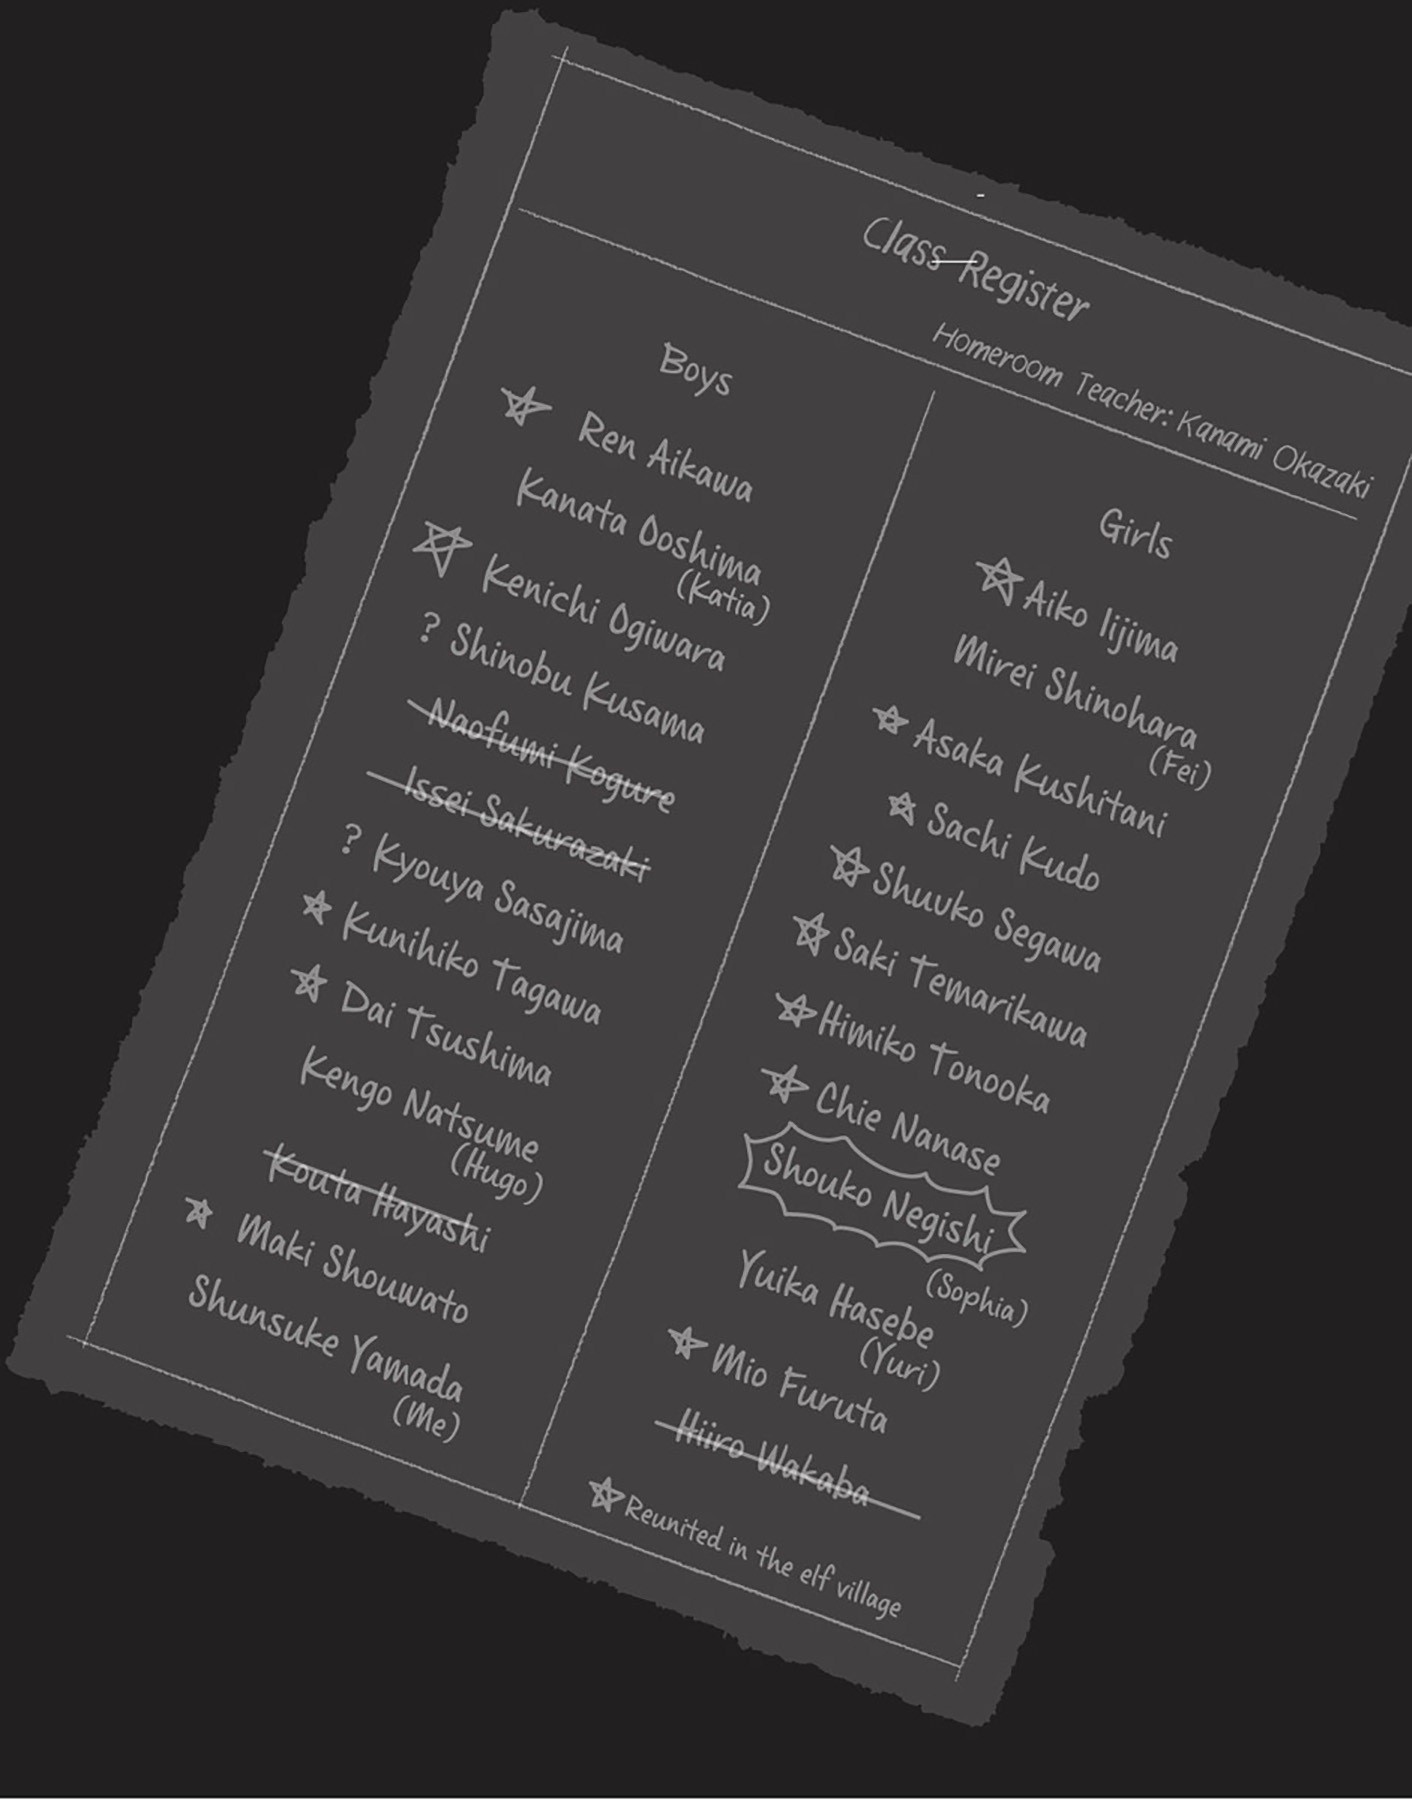 Class Register
Homeroom Teacher: Kanami Okazaki
Boys
☆ Ren Aikawa
Kanata Ooshima
(Katia)
☆ Kenichi Ogiwara
? Shinobu Kusama
Naofumi Kogure
Issei Sakurazaki
? Kyouya Sasajima
☆ Kunihiko Tagawa
☆ Dai Tsushima
Kengo Natsume
(Hugo)
Kouta Hayashi
☆ Maki Shouwato
Shunsuke Yamada
(Me)
Girls
☆ Aiko Iijima
Mirei Shinohara
(Fei)
☆ Asaka Kushitani
☆ Sachi Kudo
☆ Shuuko Segawa
☆ Saki Temarikawa
☆ Himiko Tonooka
☆ Chie Nanase
Shouko Negishi
(Sophia)
Yuika Hasebe
(Yuri)
☆ Mio Furuta
Hiiro Wakaba
☆ Reunited in the elf village